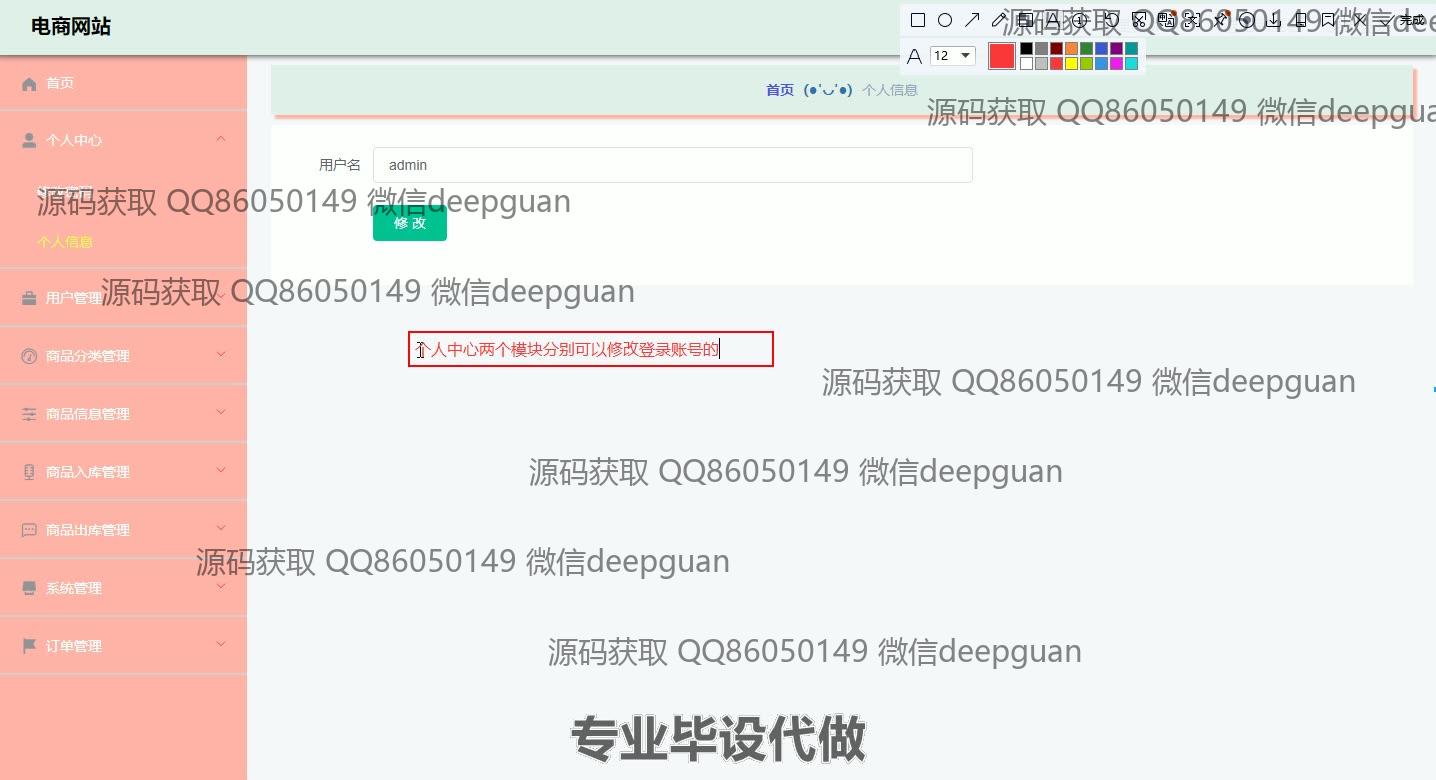 电商网站
源码获取 QQ86050149 微信dee
完成
12
首页
首页 (●'◡'●) 个人信息
源码获取 QQ86050149 微信deepgua
个人中心
用户名 admin
源码获取 QQ86050149 微信deepguan
修 改
个人信息
用户管理
源码获取 QQ86050149 微信deepguan
个人中心两个模块分别可以修改登录账号的
商品分类管理
源码获取 QQ86050149 微信deepguan
商品信息管理
商品入库管理
源码获取 QQ86050149 微信deepguan
商品出库管理
源码获取 QQ86050149 微信deepguan
系统管理
订单管理
源码获取 QQ86050149 微信deepguan
专业毕设代做